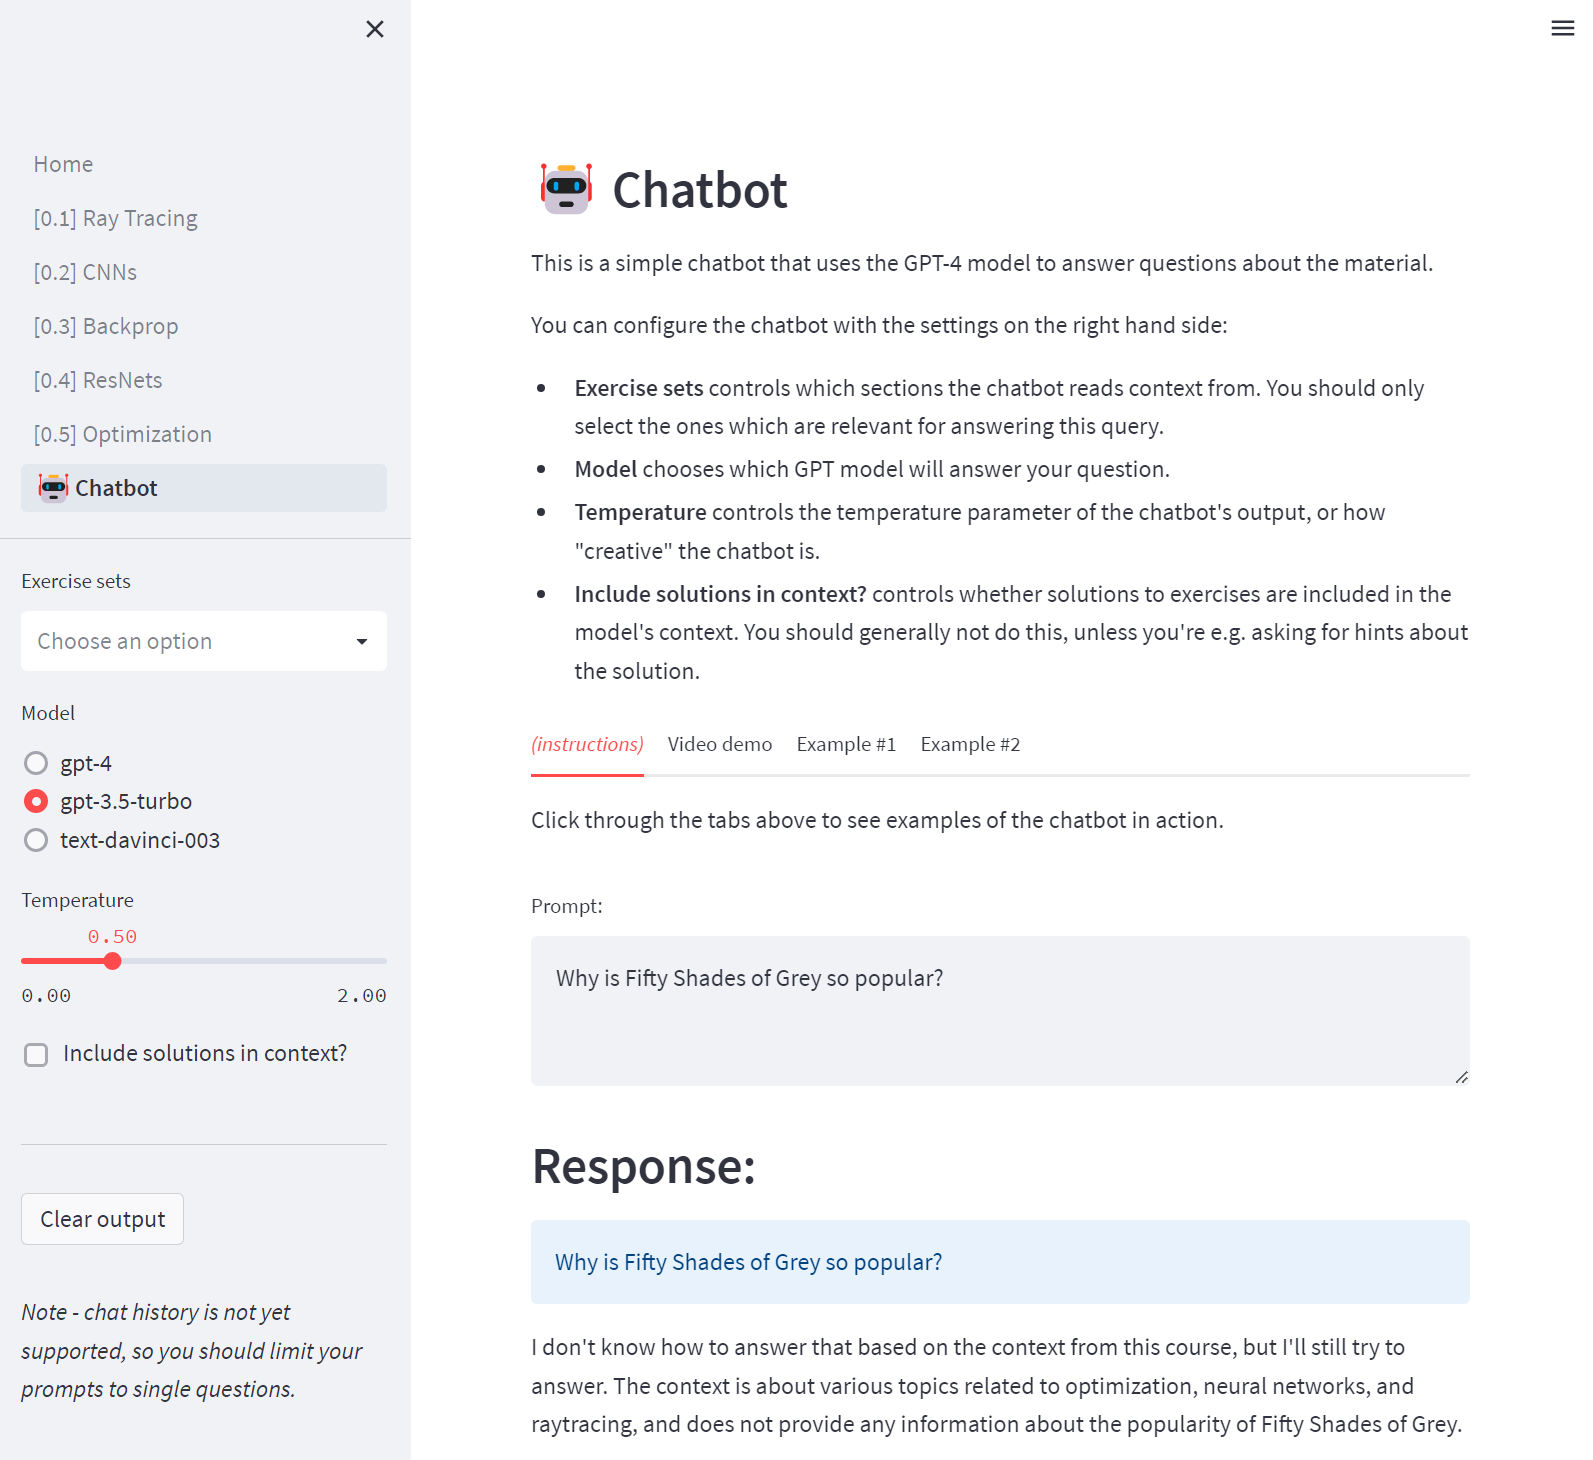 Home
[0.1] Ray Tracing
[0.2] CNNs
[0.3] Backprop
[0.4] ResNets
[0.5] Optimization
Chatbot
Exercise sets
Choose an option
Model
gpt-4
gpt-3.5-turbo
text-davinci-003
Temperature
0.50
0.00 2.00
Include solutions in context?
Clear output
Note - chat history is not yet
supported, so you should limit your
prompts to single questions.
Chatbot
This is a simple chatbot that uses the GPT-4 model to answer questions about the material.
You can configure the chatbot with the settings on the right hand side:
• Exercise sets controls which sections the chatbot reads context from. You should only
select the ones which are relevant for answering this query.
• Model chooses which GPT model will answer your question.
• Temperature controls the temperature parameter of the chatbot's output, or how
"creative" the chatbot is.
• Include solutions in context? controls whether solutions to exercises are included in the
model's context. You should generally not do this, unless you're e.g. asking for hints about
the solution.
(instructions) Video demo Example #1 Example #2
Click through the tabs above to see examples of the chatbot in action.
Prompt:
Why is Fifty Shades of Grey so popular?
Response:
Why is Fifty Shades of Grey so popular?
I don't know how to answer that based on the context from this course, but I'll still try to
answer. The context is about various topics related to optimization, neural networks, and
raytracing, and does not provide any information about the popularity of Fifty Shades of Grey.